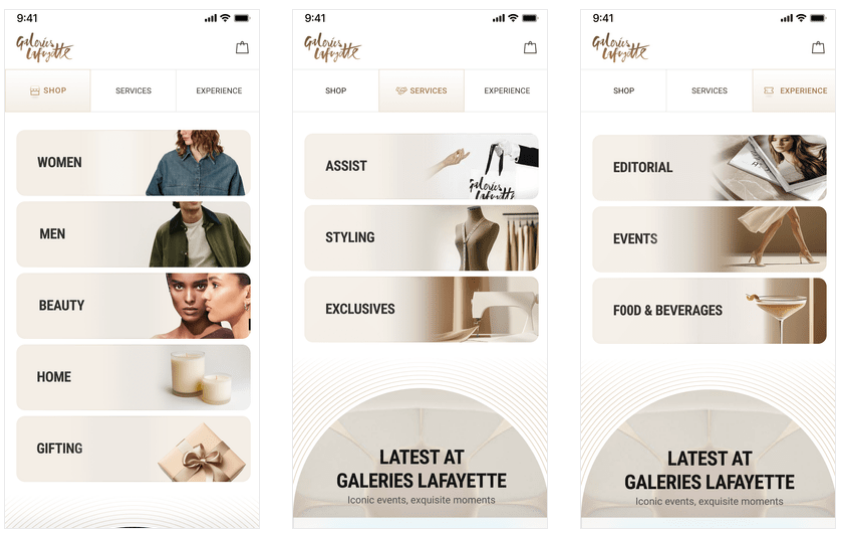 9:41
Galeries
Lafayette
SHOP
SERVICES
EXPERIENCE
WOMEN
MEN
BEAUTY
HOME
GIFTING
9:41
Galeries
Lafayette
SHOP
SERVICES
EXPERIENCE
ASSIST
Galeries
Lafayette
STYLING
EXCLUSIVES
LATEST AT
GALERIES LAFAYETTE
Iconic events, exquisite moments
9:41
Galeries
Lafayette
SHOP
SERVICES
EXPERIENCE
EDITORIAL
EVENTS
FOOD & BEVERAGES
LATEST AT
GALERIES LAFAYETTE
Iconic events, exquisite moments